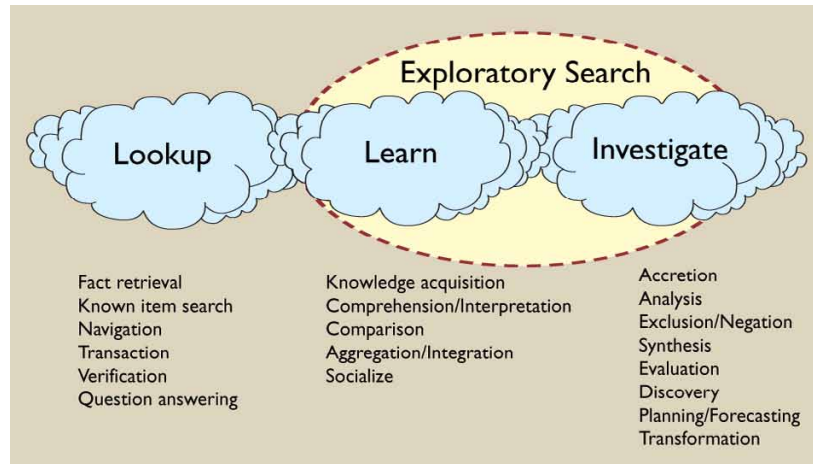 Exploratory Search
Lookup
Learn
Investigate
Fact retrieval
Known item search
Navigation
Transaction
Verification
Question answering
Knowledge acquisition
Comprehension/Interpretation
Comparison
Aggregation/Integration
Socialize
Accretion
Analysis
Exclusion/Negation
Synthesis
Evaluation
Discovery
Planning/Forecasting
Transformation